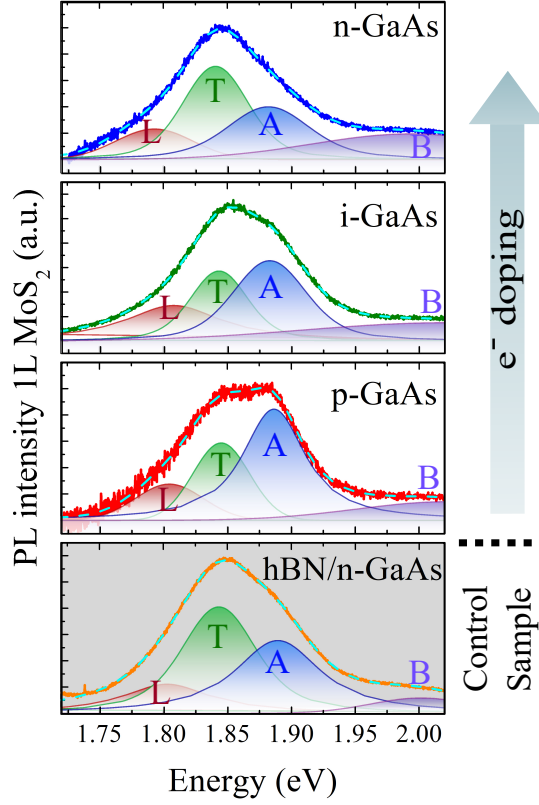 n-GaAs
L
T
A
B
i-GaAs
L
T
A
B
p-GaAs
L
T
A
B
hBN/n-GaAs
L
T
A
B
1.75 1.80 1.85 1.90 1.95 2.00
Energy (eV)
PL intensity 1L MoS₂ (a.u.)
e⁻ doping
Control
Sample